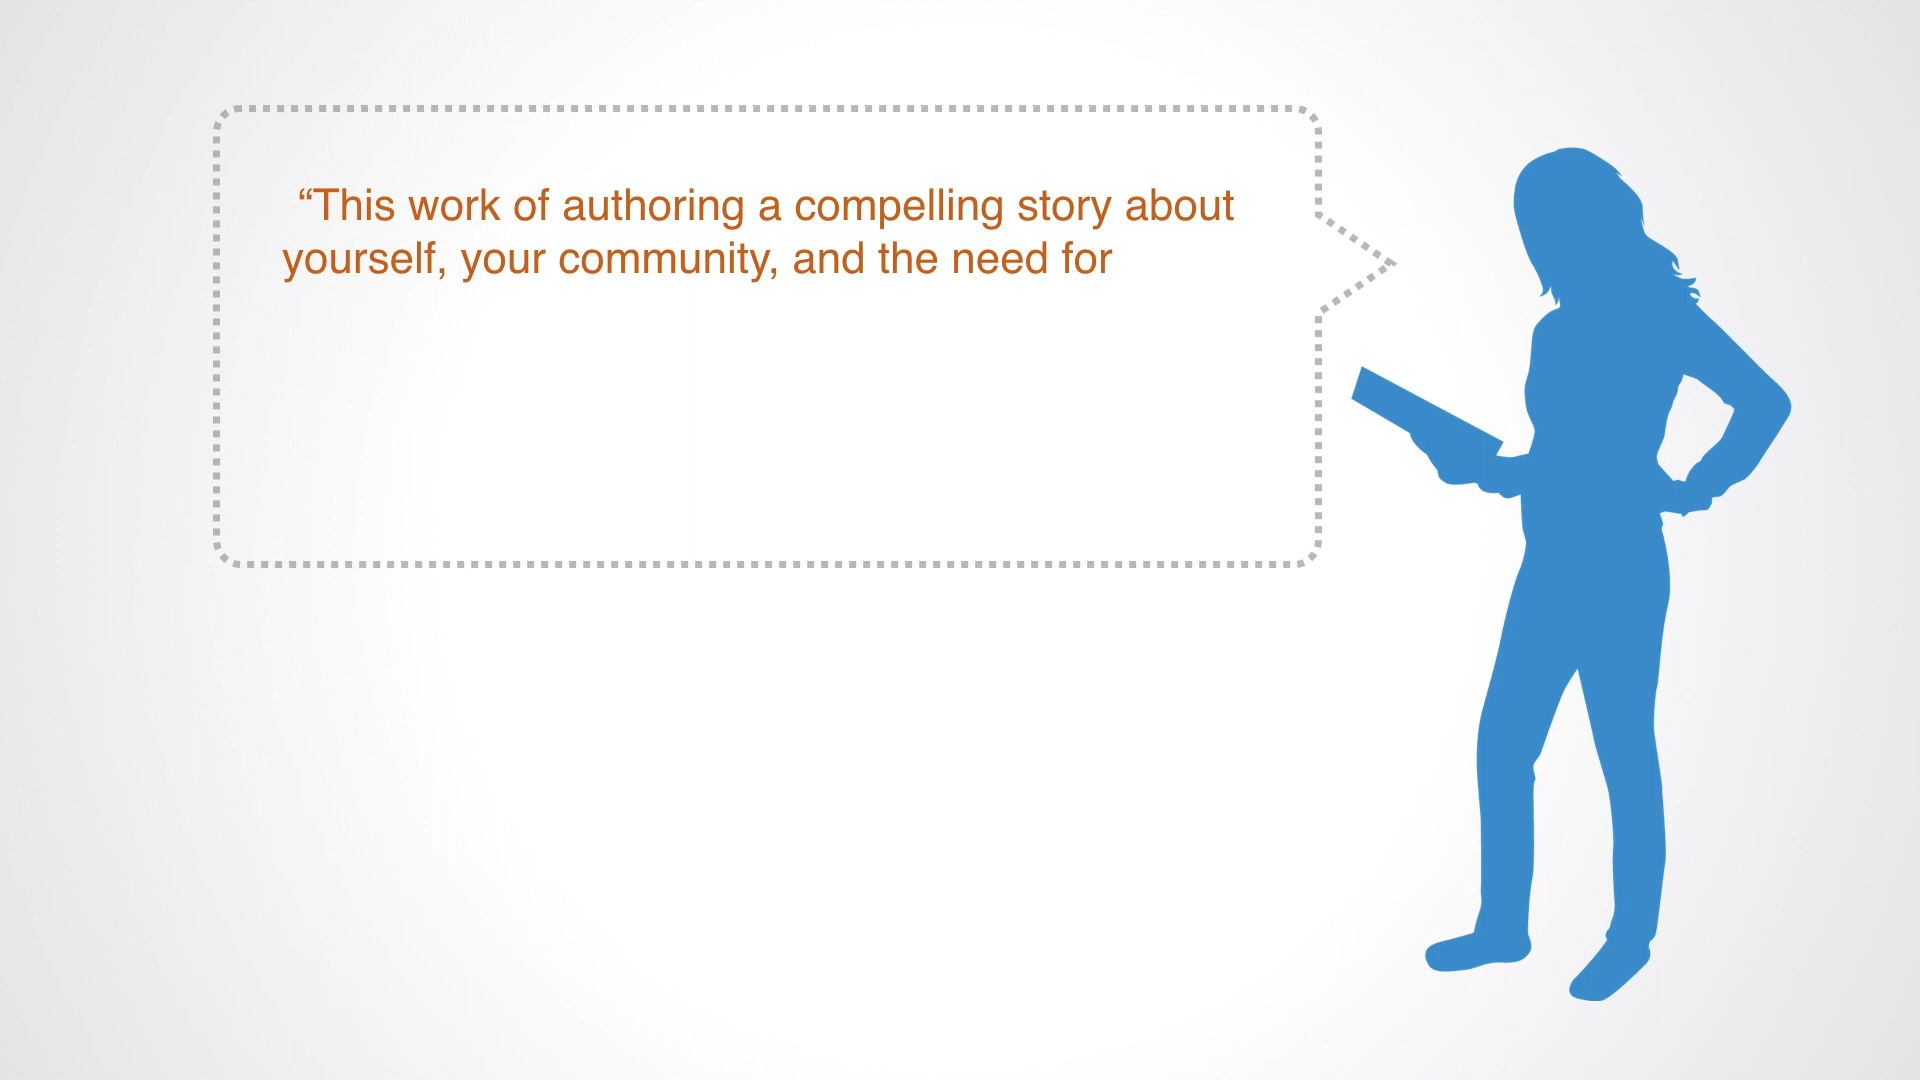 “This work of authoring a compelling story about
yourself, your community, and the need for